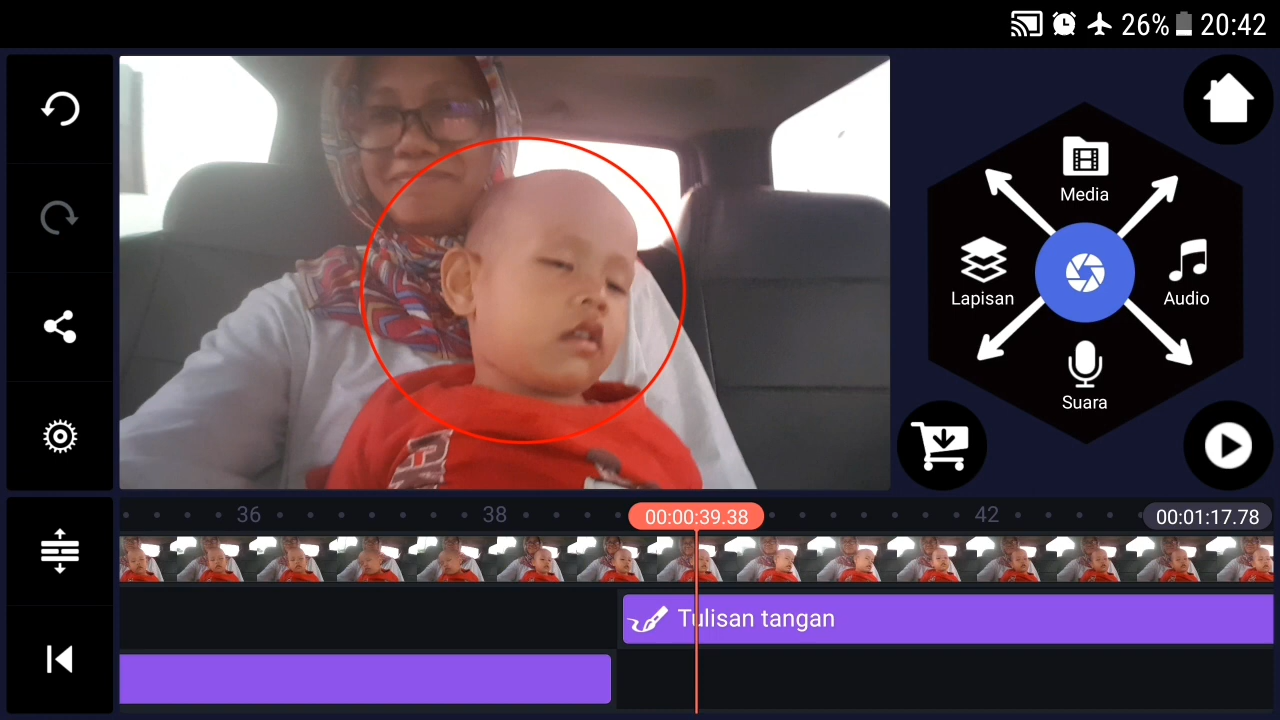 26% 20:42
Media
Lapisan
Audio
Suara
36
38
00:00:39.38
42
00:01:17.78
Tulisan tangan